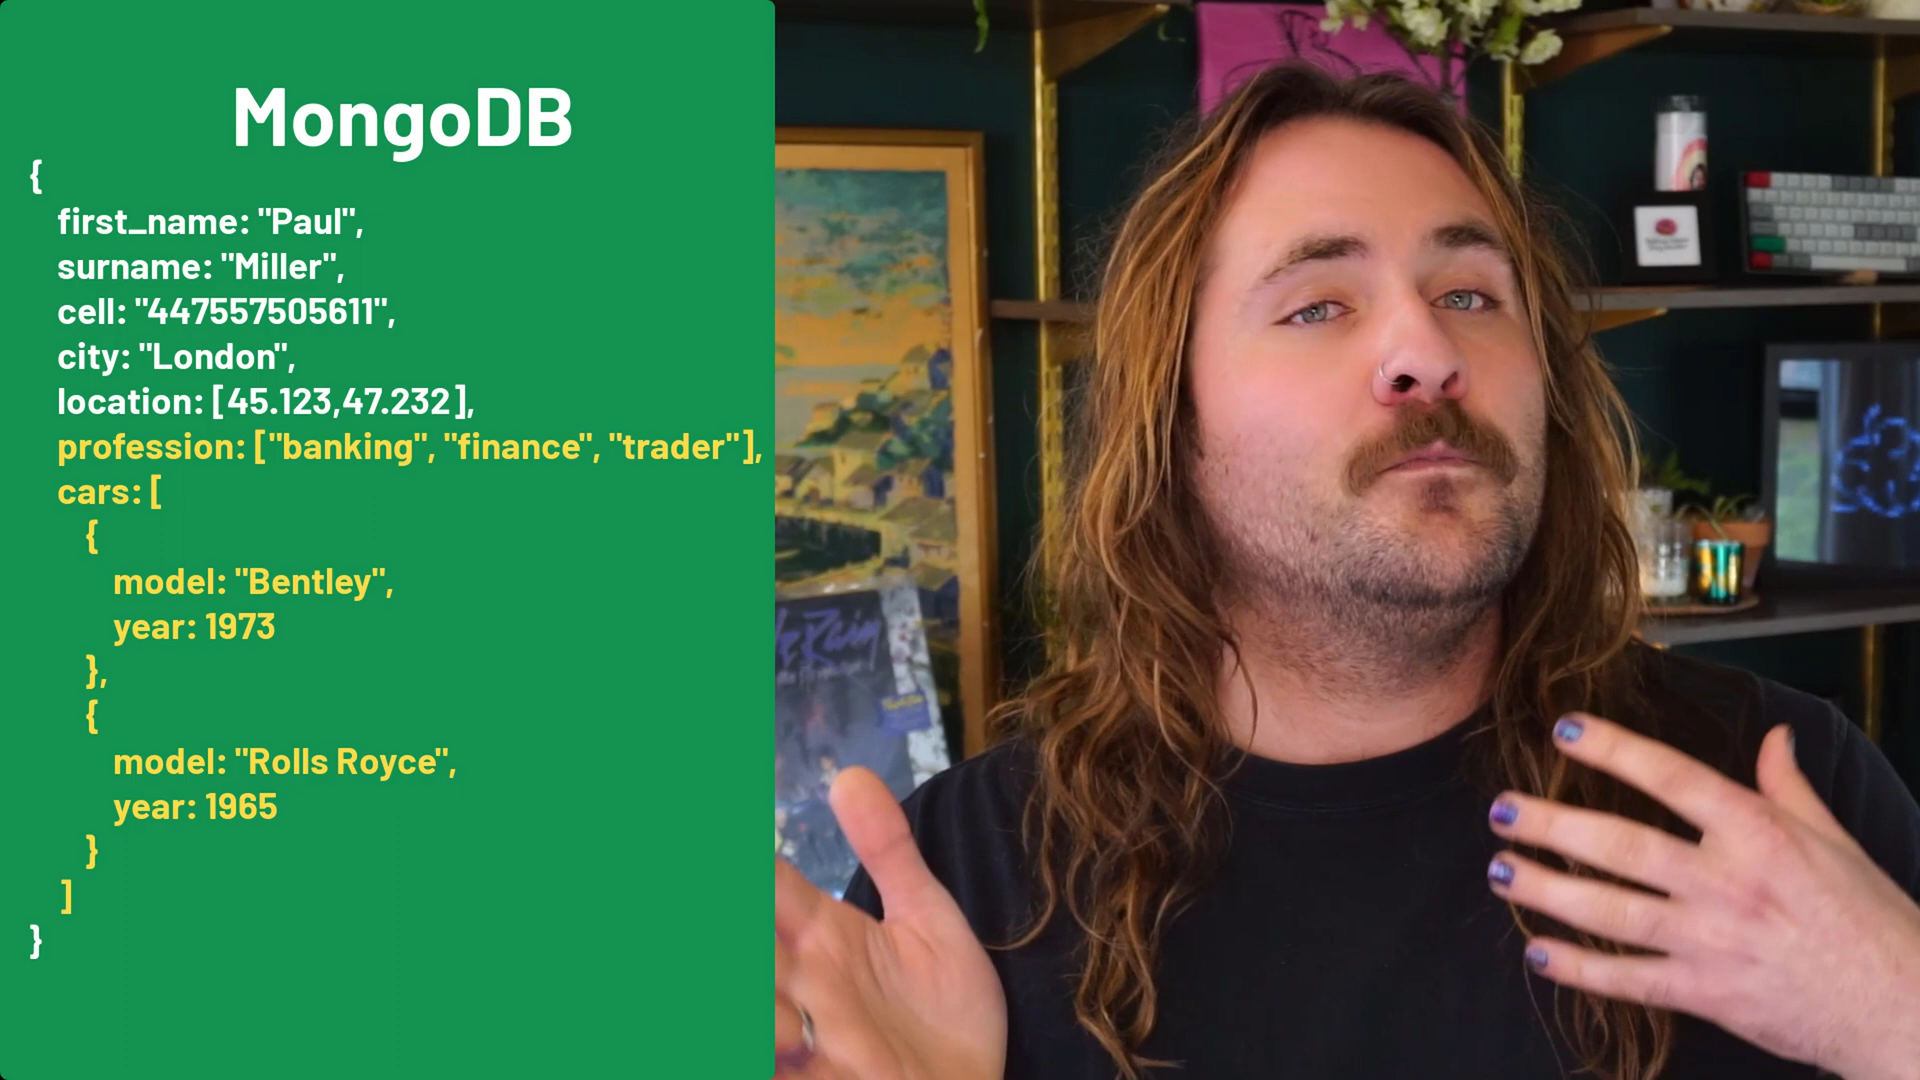 MongoDB
{
first_name: "Paul",
surname: "Miller",
cell: "447557505611",
city: "London",
location: [45.123,47.232],
profession: ["banking", "finance", "trader"],
cars: [
{
model: "Bentley",
year: 1973
},
{
model: "Rolls Royce",
year: 1965
}
]
}
Rain